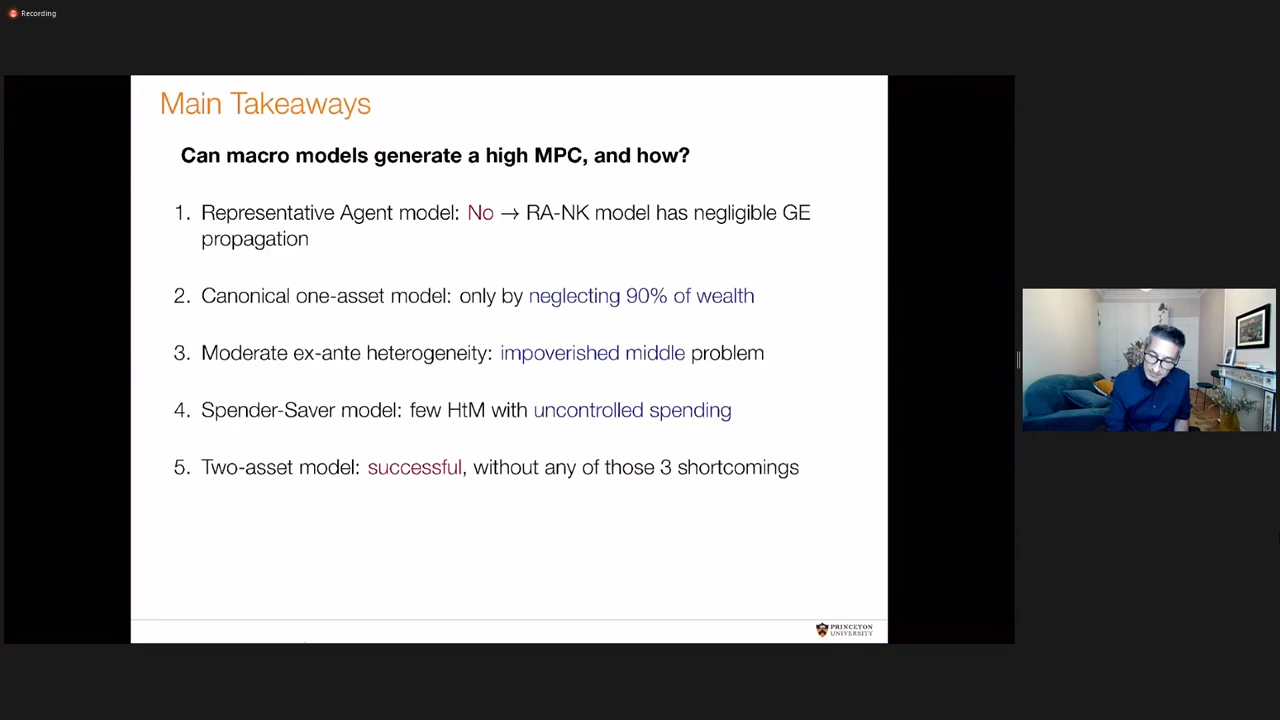 Recording
Main Takeaways
Can macro models generate a high MPC, and how?
1. Representative Agent model: No → RA-NK model has negligible GE
propagation
2. Canonical one-asset model: only by neglecting 90% of wealth
3. Moderate ex-ante heterogeneity: impoverished middle problem
4. Spender-Saver model: few HtM with uncontrolled spending
5. Two-asset model: successful, without any of those 3 shortcomings
PRINCETON
UNIVERSITY